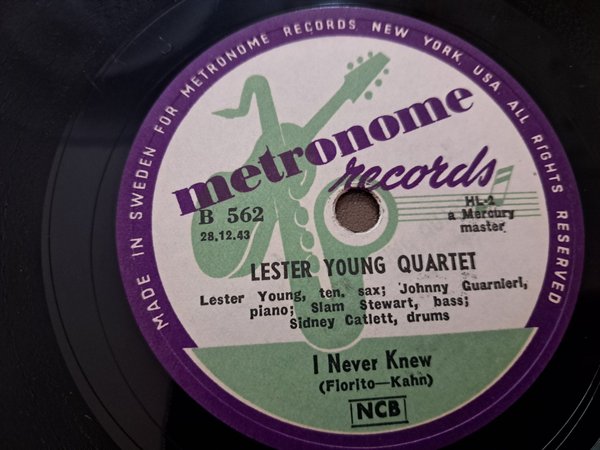 MADE IN SWEDEN FOR METRONOME RECORDS NEW YORK, USA ALL RIGHTS RESERVED
metronome
records
B 562
28.12.43
HL-2
a Mercury
master
LESTER YOUNG QUARTET
Lester Young, ten. sax; Johnny Guarnieri,
piano; Slam Stewart, bass;
Sidney Catlett, drums
I Never Knew
(Fiorito—Kahn)
NCB